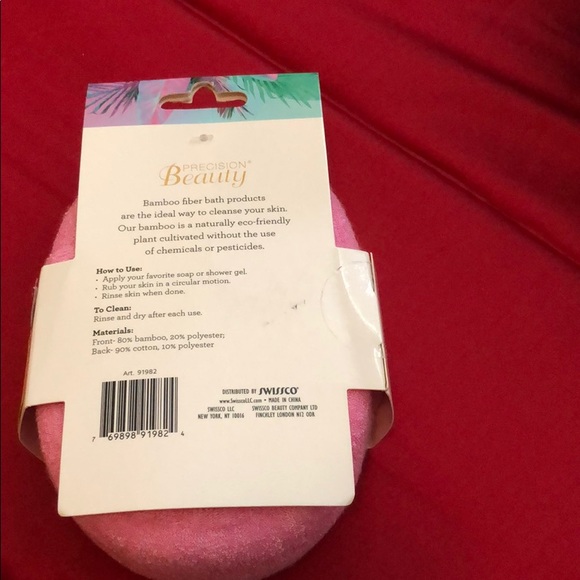 PRECISION®
Beauty
Bamboo fiber bath products
are the ideal way to cleanse your skin.
Our bamboo is a naturally eco-friendly
plant cultivated without the use
of chemicals or pesticides.
How to Use:
• Apply your favorite soap or shower gel.
• Rub your skin in a circular motion.
• Rinse skin when done.
To Clean:
Rinse and dry after each use.
Materials:
Front- 80% bamboo, 20% polyester;
Back- 90% cotton, 10% polyester
Art. 91982
7 69898 91982 4
DISTRIBUTED BY SWISSCO®
www.SwisscoLLC.com • MADE IN CHINA
SWISSCO LLC
NEW YORK, NY 10016
SWISSCO BEAUTY COMPANY LTD
FINCHLEY LONDON N12 0DR